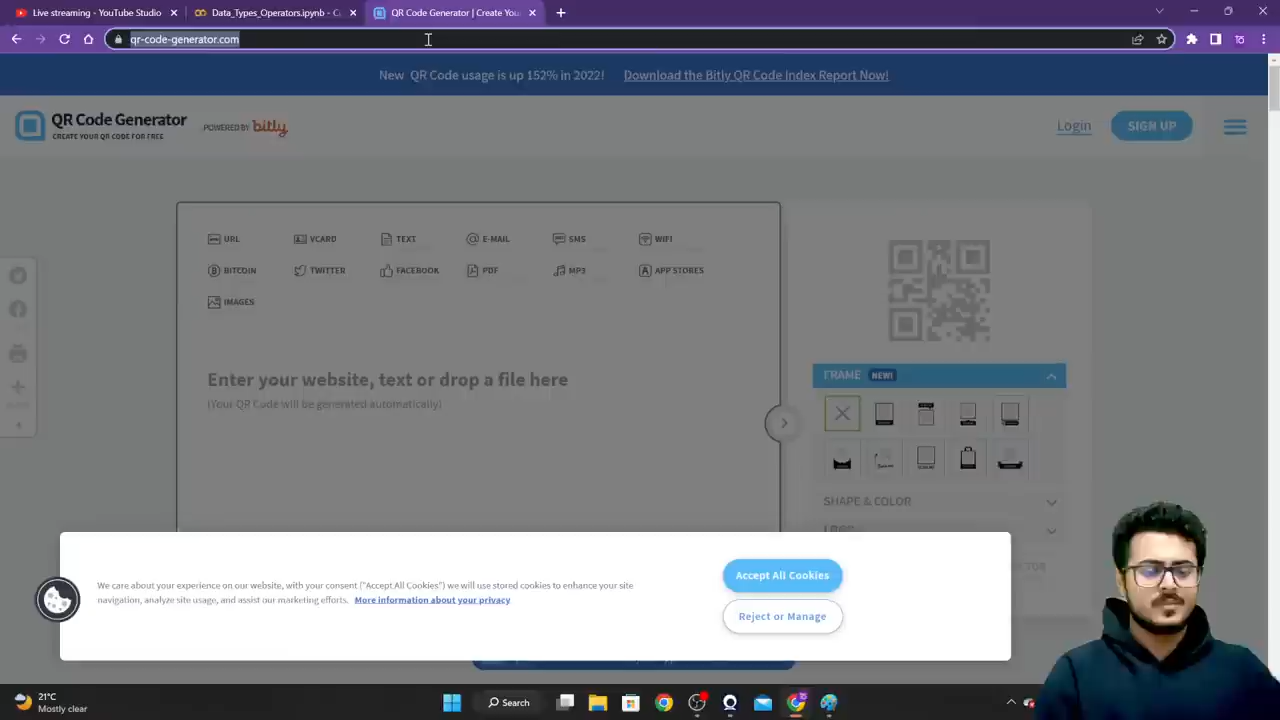 Live streaming - YouTube Studio
Data_Types_Operators.ipynb - C
QR Code Generator | Create You
qr-code-generator.com
New QR Code usage is up 152% in 2022! Download the Bitly QR Code Index Report Now!
QR Code Generator
CREATE YOUR QR CODE FOR FREE
POWERED BY bitly
Login
SIGN UP
URL
VCARD
TEXT
E-MAIL
SMS
WIFI
BITCOIN
TWITTER
FACEBOOK
PDF
MP3
APP STORES
IMAGES
Enter your website, text or drop a file here
(Your QR Code will be generated automatically)
FRAME NEW!
SHAPE & COLOR
We care about your experience on our website, with your consent ("Accept All Cookies") we will use stored cookies to enhance your site
navigation, analyze site usage, and assist our marketing efforts. More information about your privacy
Accept All Cookies
Reject or Manage
21°C
Mostly clear
Search